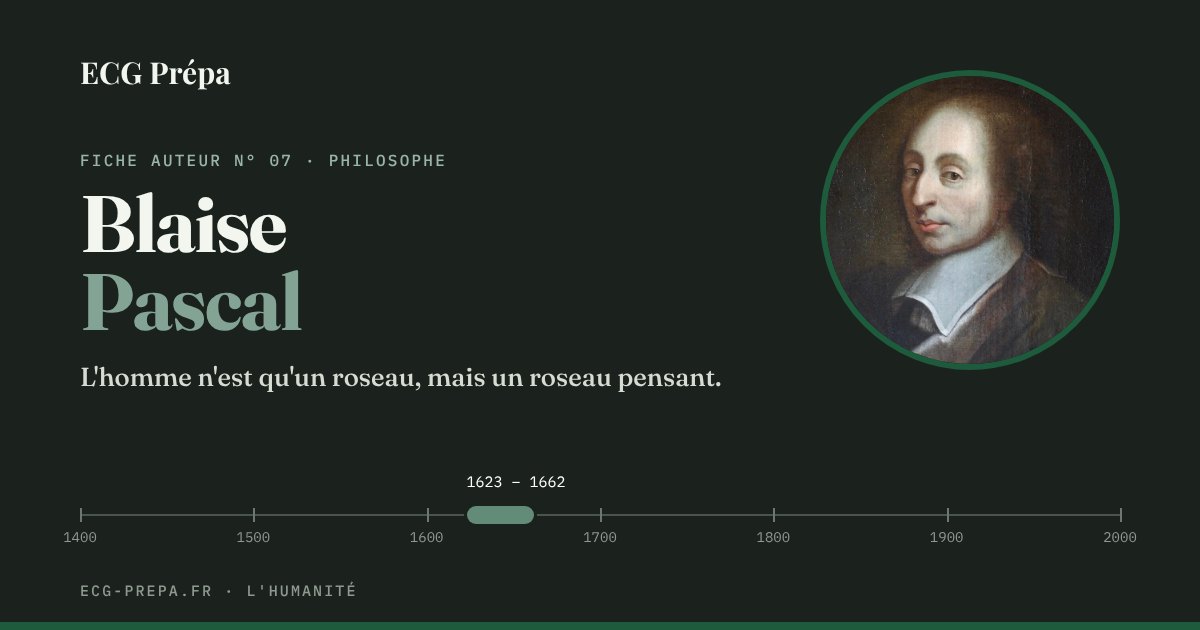 ECG Prépa
FICHE AUTEUR N° 07 · PHILOSOPHE
Blaise
Pascal
L'homme n'est qu'un roseau, mais un roseau pensant.
1623 – 1662
1400 1500 1600 1700 1800 1900 2000
ECG-PREPA.FR · L'HUMANITÉ